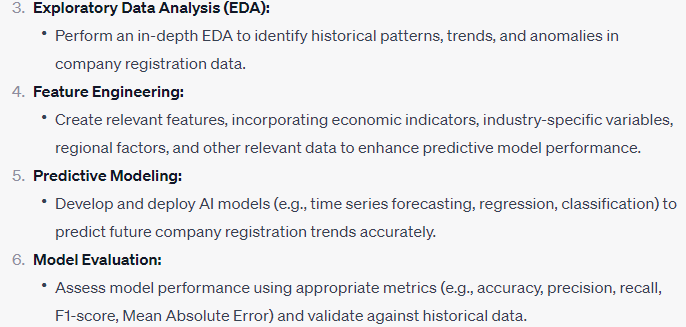 3. Exploratory Data Analysis (EDA):
• Perform an in-depth EDA to identify historical patterns, trends, and anomalies in
company registration data.
4. Feature Engineering:
• Create relevant features, incorporating economic indicators, industry-specific variables,
regional factors, and other relevant data to enhance predictive model performance.
5. Predictive Modeling:
• Develop and deploy AI models (e.g., time series forecasting, regression, classification) to
predict future company registration trends accurately.
6. Model Evaluation:
• Assess model performance using appropriate metrics (e.g., accuracy, precision, recall,
F1-score, Mean Absolute Error) and validate against historical data.